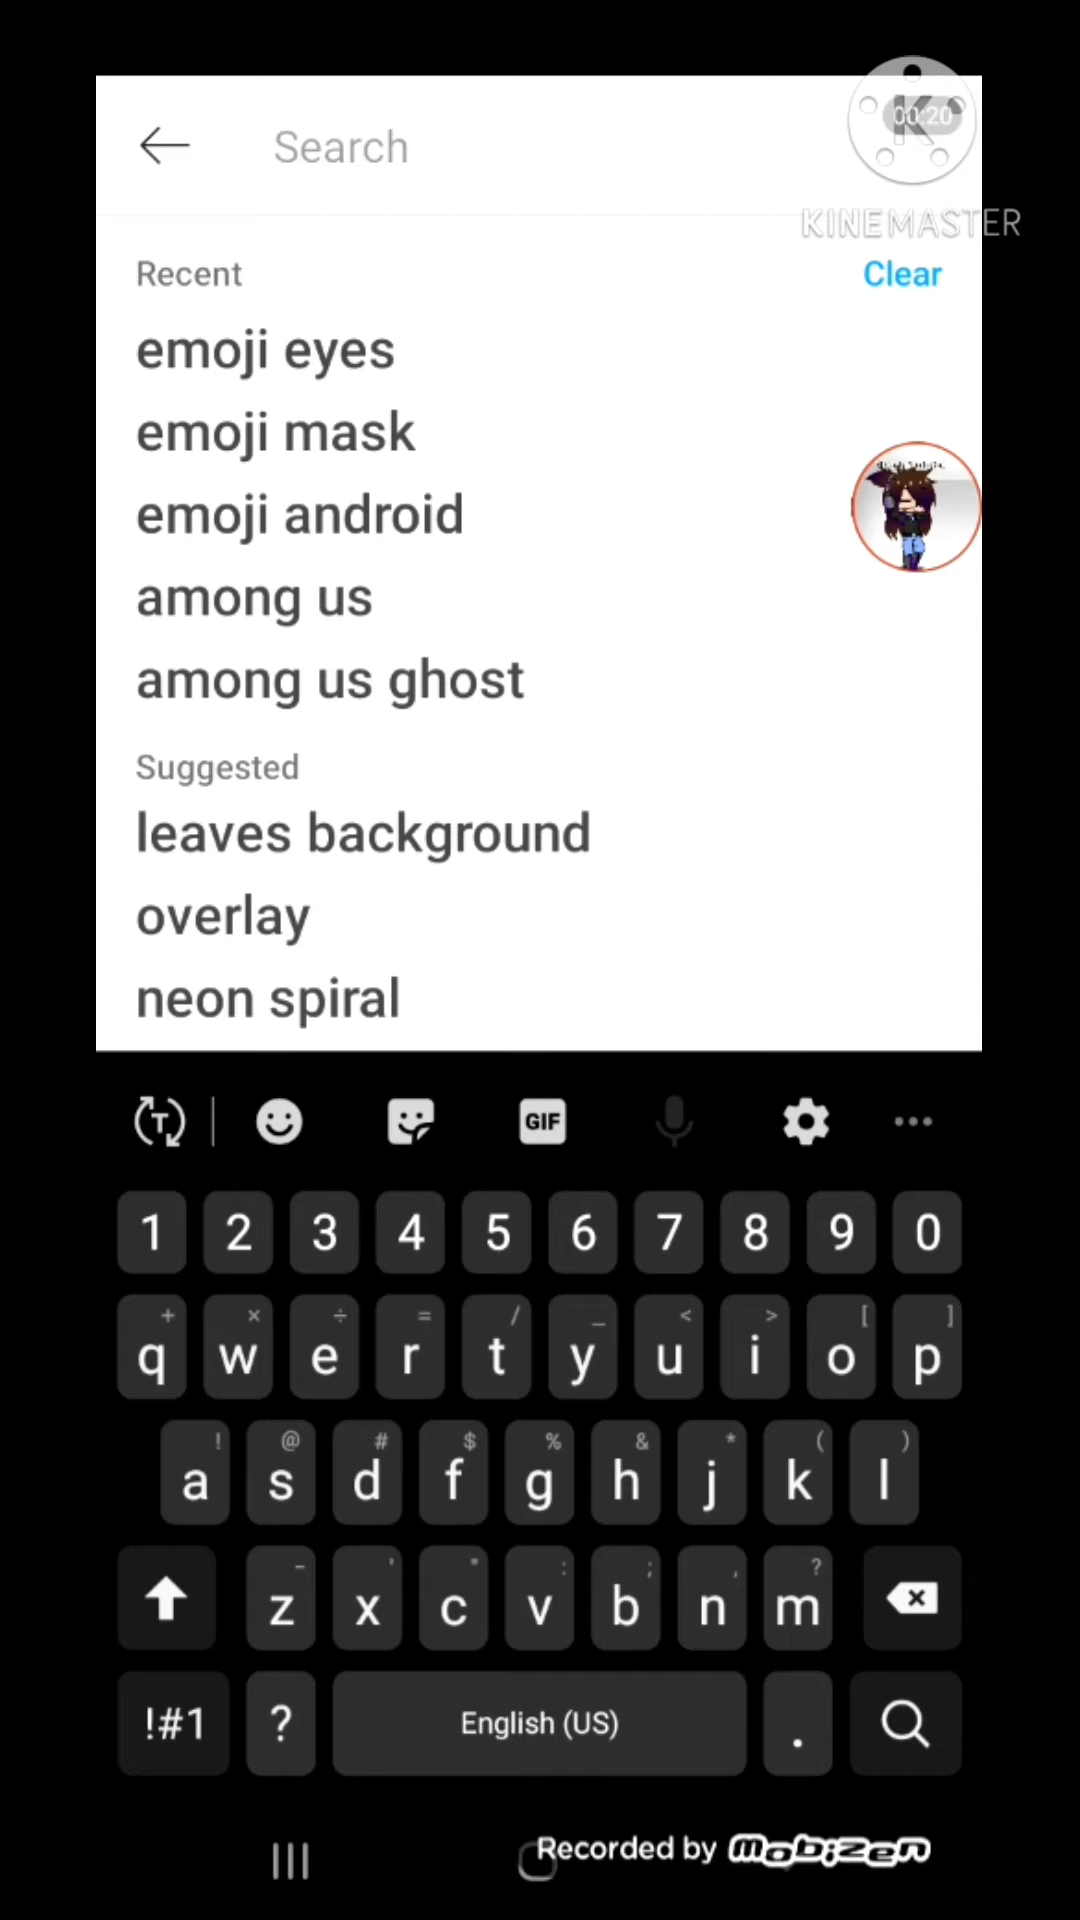 Search
00:20
K
KINEMASTER
Recent
Clear
emoji eyes
emoji mask
emoji android
among us
among us ghost
Suggested
leaves background
overlay
neon spiral
T
GIF
1 2 3 4 5 6 7 8 9 0
+ × ÷ = / _ < > [ ]
q w e r t y u i o p
! @ # $ % & * ( )
a s d f g h j k l
- ' " : ; , ?
z x c v b n m
!#1 ? English (US) .
Recorded by mobizen